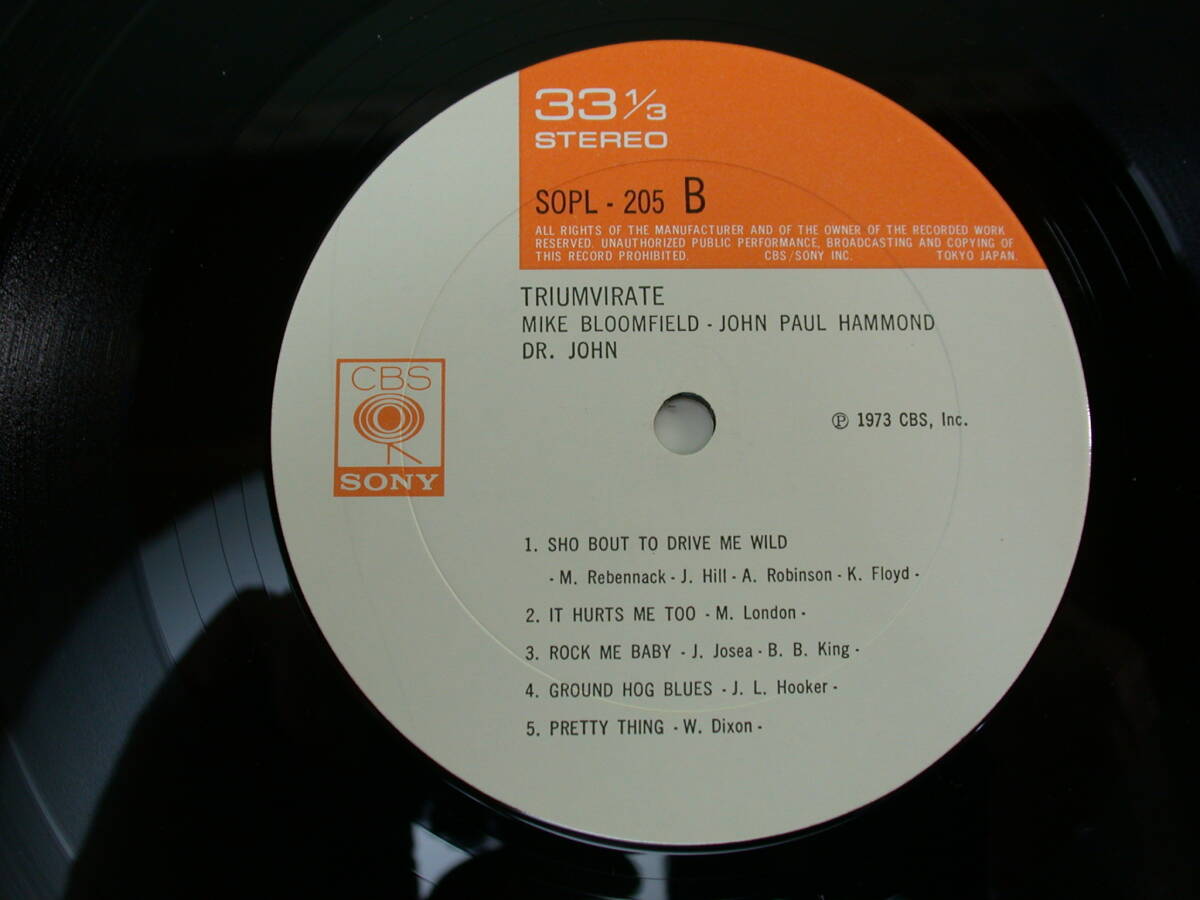 33 1/3
STEREO
SOPL - 205 B
ALL RIGHTS OF THE MANUFACTURER AND OF THE OWNER OF THE RECORDED WORK
RESERVED. UNAUTHORIZED PUBLIC PERFORMANCE, BROADCASTING AND COPYING OF
THIS RECORD PROHIBITED. CBS/SONY INC. TOKYO JAPAN.
TRIUMVIRATE
MIKE BLOOMFIELD - JOHN PAUL HAMMOND
DR. JOHN
CBS
SONY
℗ 1973 CBS, Inc.
1. SHO BOUT TO DRIVE ME WILD
- M. Rebennack - J. Hill - A. Robinson - K. Floyd -
2. IT HURTS ME TOO - M. London -
3. ROCK ME BABY - J. Josea - B. B. King -
4. GROUND HOG BLUES - J. L. Hooker -
5. PRETTY THING - W. Dixon -